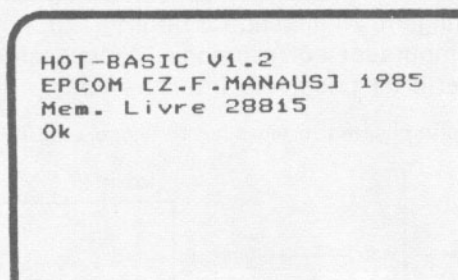 HOT-BASIC V1.2
EPCOM [Z.F.MANAUS] 1985
Mem. Livre 28815
Ok